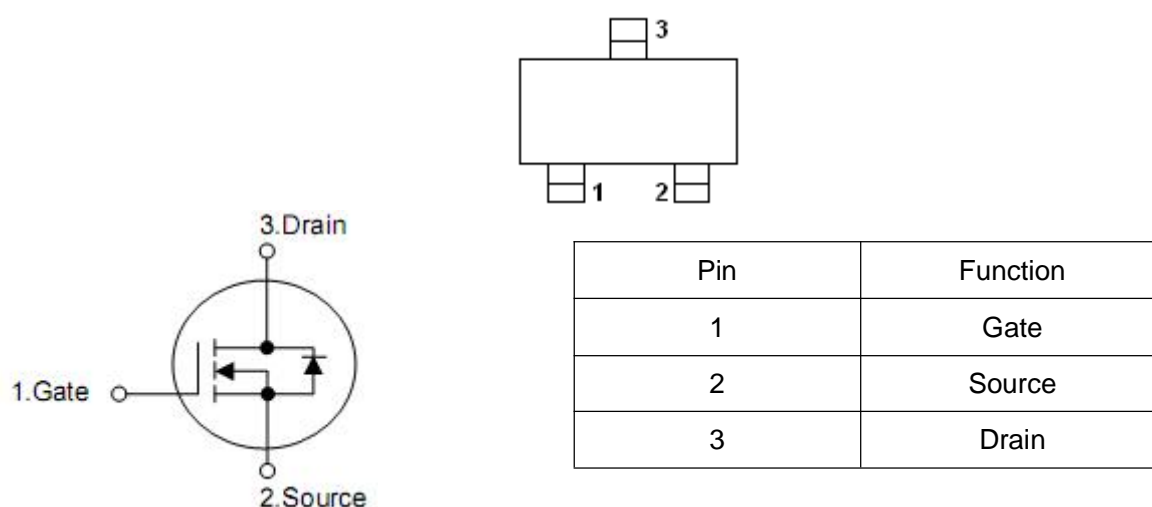 3
1 2
3.Drain
1.Gate
2.Source
Pin Function
1 Gate
2 Source
3 Drain